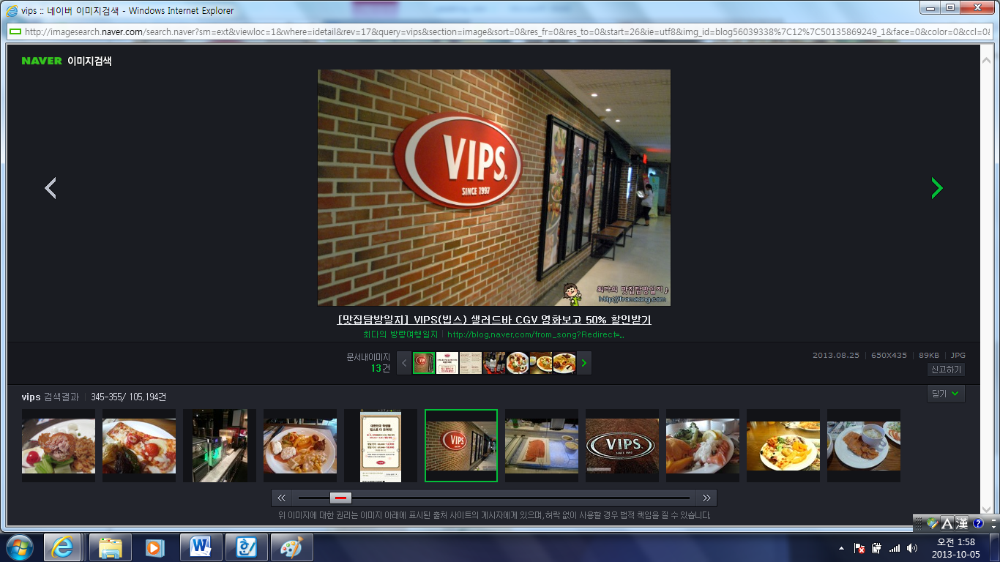 vips :: 네이버 이미지검색 - Windows Internet Explorer
http://imagesearch.naver.com/search.naver?sm=ext&viewloc=1&where=idetail&rev=17&query=vips&section=image&sort=0&res_fr=0&res_to=0&start=26&ie=utf8&img_id=blog56039338%7C12%7C50135869249_1&face=0&color=0&ccl=0&
NAVER 이미지검색
VIPS
SINCE 1997
최다의 맛집탐방일지♪
http://fromsong.com
[맛집탐방일지] VIPS(빕스) 샐러드바 CGV 영화보고 50% 할인받기
최다의 방랑여행일지 | http://blog.naver.com/from_song?Redirect=...
문서내이미지
13건
2013.08.25 | 650X435 | 89KB | JPG
신고하기
vips 검색결과 | 345-355/ 105,194건
닫기
VIPS
VIPS
SINCE 1997
위 이미지에 대한 권리는 이미지 아래에 표시된 출처 사이트의 게시자에게 있으며, 허락 없이 사용할 경우 법적 책임을 질 수 있습니다.
A 漢 ?
오전 1:58
2013-10-05